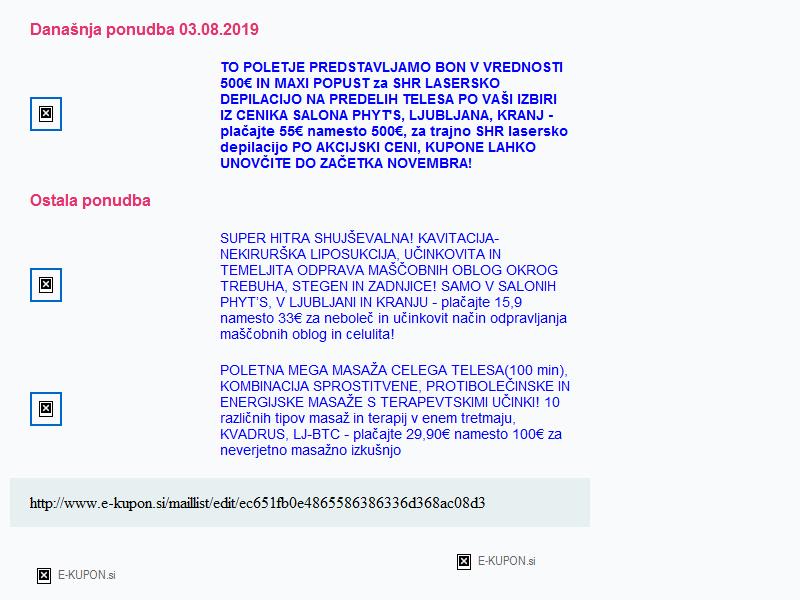 Današnja ponudba 03.08.2019
TO POLETJE PREDSTAVLJAMO BON V VREDNOSTI
500€ IN MAXI POPUST za SHR LASERSKO
DEPILACIJO NA PREDELIH TELESA PO VAŠI IZBIRI
IZ CENIKA SALONA PHYT'S, LJUBLJANA, KRANJ -
plačajte 55€ namesto 500€, za trajno SHR lasersko
depilacijo PO AKCIJSKI CENI, KUPONE LAHKO
UNOVČITE DO ZAČETKA NOVEMBRA!
Ostala ponudba
SUPER HITRA SHUJŠEVALNA! KAVITACIJA-
NEKIRURŠKA LIPOSUKCIJA, UČINKOVITA IN
TEMELJITA ODPRAVA MAŠČOBNIH OBLOG OKROG
TREBUHA, STEGEN IN ZADNJICE! SAMO V SALONIH
PHYT'S, V LJUBLJANI IN KRANJU - plačajte 15,9
namesto 33€ za neboleč in učinkovit način odpravljanja
maščobnih oblog in celulita!
POLETNA MEGA MASAŽA CELEGA TELESA(100 min),
KOMBINACIJA SPROSTITVENE, PROTIBOLEČINSKE IN
ENERGIJSKE MASAŽE S TERAPEVTSKIMI UČINKI! 10
različnih tipov masaž in terapij v enem tretmaju,
KVADRUS, LJ-BTC - plačajte 29,90€ namesto 100€ za
neverjetno masažno izkušnjo
http://www.e-kupon.si/maillist/edit/ec651fb0e4865586386336d368ac08d3
E-KUPON.si
E-KUPON.si